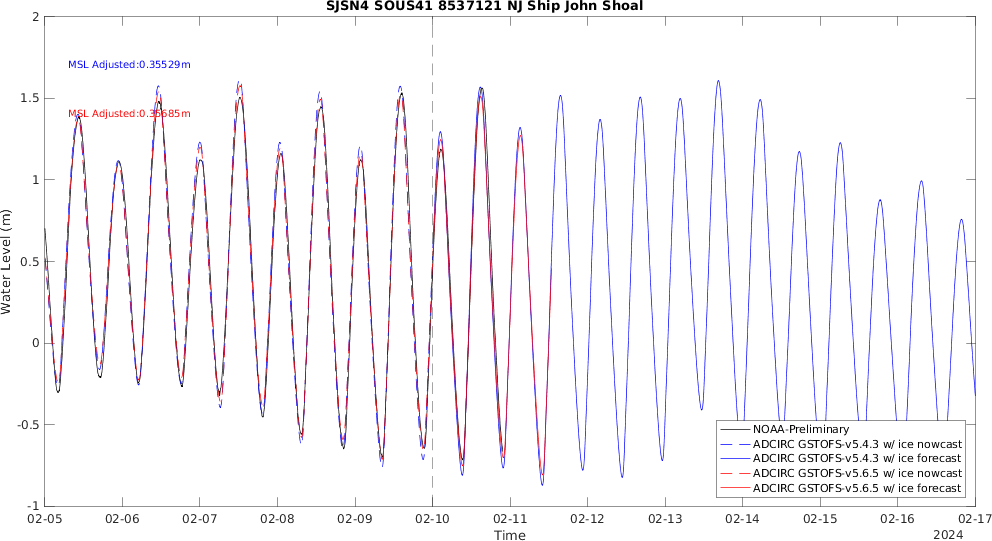 SJSN4 SOUS41 8537121 NJ Ship John Shoal
MSL Adjusted:0.35529m
MSL Adjusted:0.35685m
Water Level (m)
2
1.5
1
0.5
0
-0.5
-1
02-05 02-06 02-07 02-08 02-09 02-10 02-11 02-12 02-13 02-14 02-15 02-16 02-17
Time
2024
NOAA-Preliminary
ADCIRC GSTOFS-v5.4.3 w/ ice nowcast
ADCIRC GSTOFS-v5.4.3 w/ ice forecast
ADCIRC GSTOFS-v5.6.5 w/ ice nowcast
ADCIRC GSTOFS-v5.6.5 w/ ice forecast